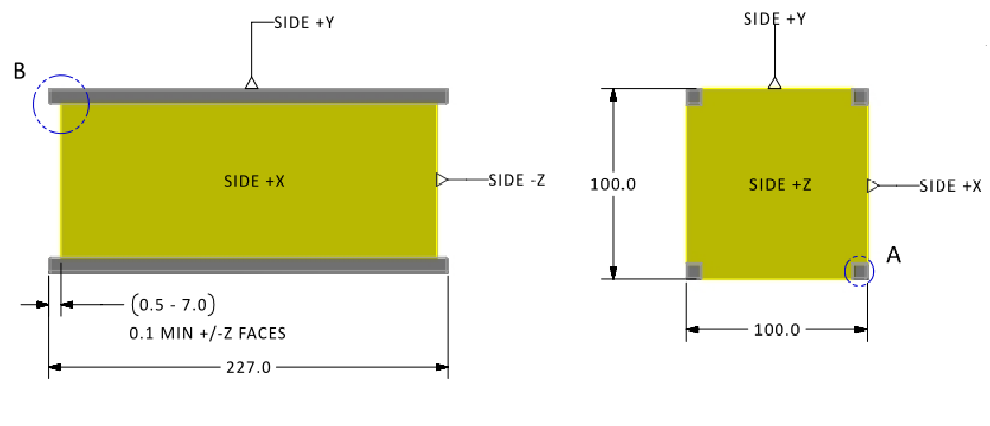 SIDE +Y
SIDE +Y
B
SIDE +X
SIDE -Z
100.0
SIDE +Z
SIDE +X
A
(0.5 - 7.0)
0.1 MIN +/-Z FACES
100.0
227.0